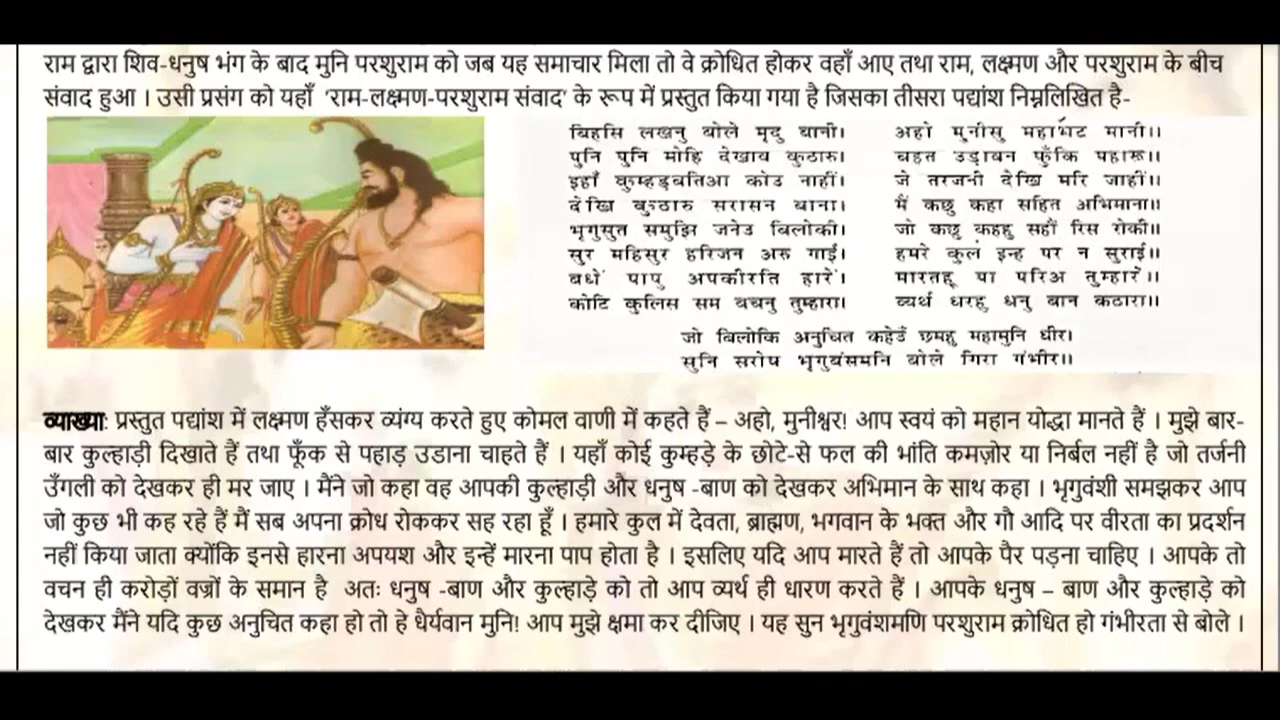 राम द्वारा शिव-धनुष भंग के बाद मुनि परशुराम को जब यह समाचार मिला तो वे क्रोधित होकर वहाँ आए तथा राम, लक्ष्मण और परशुराम के बीच
संवाद हुआ । उसी प्रसंग को यहाँ 'राम-लक्ष्मण-परशुराम संवाद' के रूप में प्रस्तुत किया गया है जिसका तीसरा पद्यांश निम्नलिखित है-
बिहसि लखनु बोले मृदु बानी। अहो मुनीसु महाभट मानी॥
पुनि पुनि मोहि देखाव कुठारू। चहत उड़ावन फूँकि पहारू॥
इहाँ कुम्हड़बतिआ कोउ नाहीं। जे तरजनी देखि मरि जाहीं॥
देखि कुठारु सरासन बाना। मैं कछु कहा सहित अभिमाना॥
भृगुसुत समुझि जनेउ बिलोकी। जो कछु कहहु सहौं रिस रोकी॥
सुर महिसुर हरिजन अरु गाई। हमरे कुल इन्ह पर न सुराई॥
बधें पापु अपकीरति हारें। मारतहू पा परिअ तुम्हारें॥
कोटि कुलिस सम बचनु तुम्हारा। ब्यर्थ धरहु धनु बान कुठारा॥
जो बिलोकि अनुचित कहेउँ छमहु महामुनि धीर।
सुनि सरोष भृगुबंसमनि बोले गिरा गंभीर॥
व्याख्या: प्रस्तुत पद्यांश में लक्ष्मण हँसकर व्यंग्य करते हुए कोमल वाणी में कहते हैं – अहो, मुनीश्वर! आप स्वयं को महान योद्धा मानते हैं । मुझे बार-
बार कुल्हाड़ी दिखाते हैं तथा फूँक से पहाड़ उडाना चाहते हैं । यहाँ कोई कुम्हड़े के छोटे-से फल की भांति कमज़ोर या निर्बल नहीं है जो तर्जनी
उँगली को देखकर ही मर जाए । मैंने जो कहा वह आपकी कुल्हाड़ी और धनुष -बाण को देखकर अभिमान के साथ कहा । भृगुवंशी समझकर आप
जो कुछ भी कह रहे हैं मैं सब अपना क्रोध रोककर सह रहा हूँ । हमारे कुल में देवता, ब्राह्मण, भगवान के भक्त और गौ आदि पर वीरता का प्रदर्शन
नहीं किया जाता क्योंकि इनसे हारना अपयश और इन्हें मारना पाप होता है । इसलिए यदि आप मारते हैं तो आपके पैर पड़ना चाहिए । आपके तो
वचन ही करोड़ों वज्रों के समान है अतः धनुष -बाण और कुल्हाड़े को तो आप व्यर्थ ही धारण करते हैं । आपके धनुष – बाण और कुल्हाड़े को
देखकर मैंने यदि कुछ अनुचित कहा हो तो हे धैर्यवान मुनि! आप मुझे क्षमा कर दीजिए । यह सुन भृगुवंशमणि परशुराम क्रोधित हो गंभीरता से बोले ।